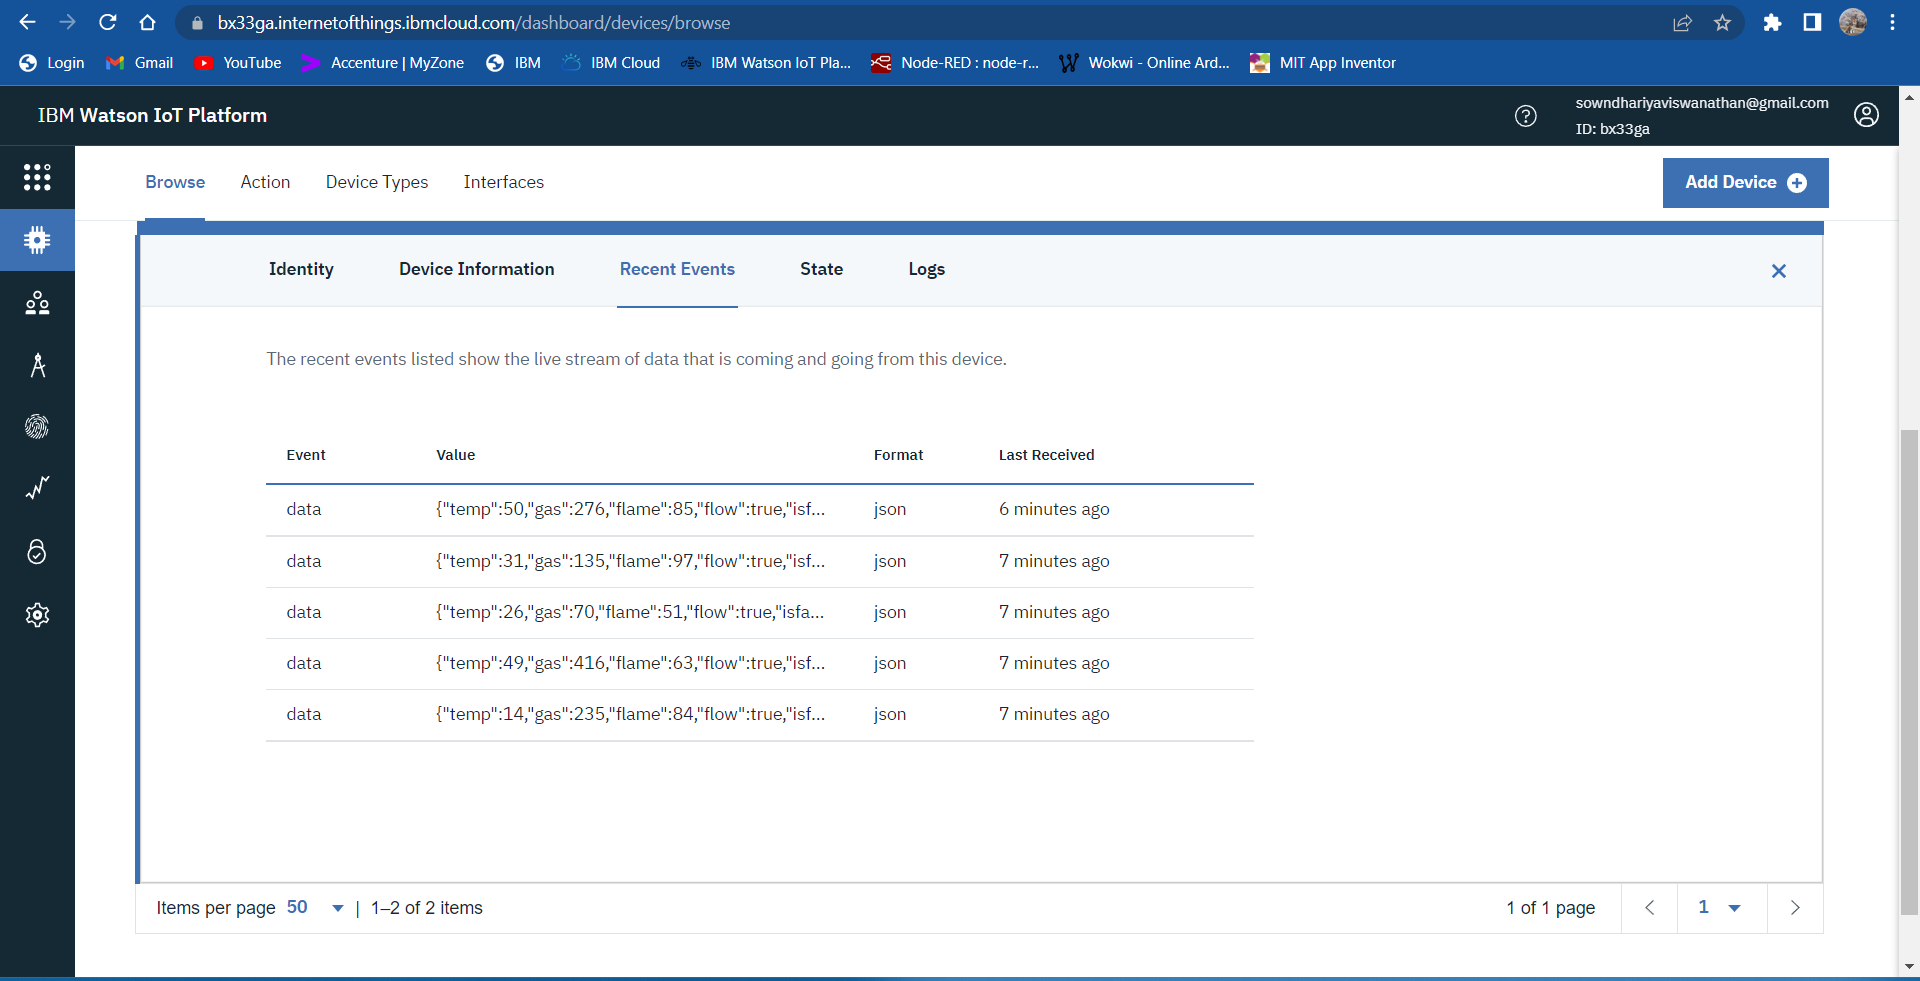 bx33ga.internetofthings.ibmcloud.com/dashboard/devices/browse
Login Gmail YouTube Accenture | MyZone IBM IBM Cloud IBM Watson IoT Pla... Node-RED : node-r... Wokwi - Online Ard... MIT App Inventor
IBM Watson IoT Platform
sowndhariyaviswanathan@gmail.com
ID: bx33ga
Browse Action Device Types Interfaces Add Device
Identity Device Information Recent Events State Logs
The recent events listed show the live stream of data that is coming and going from this device.
Event Value Format Last Received
data {"temp":50,"gas":276,"flame":85,"flow":true,"isf... json 6 minutes ago
data {"temp":31,"gas":135,"flame":97,"flow":true,"isf... json 7 minutes ago
data {"temp":26,"gas":70,"flame":51,"flow":true,"isfa... json 7 minutes ago
data {"temp":49,"gas":416,"flame":63,"flow":true,"isf... json 7 minutes ago
data {"temp":14,"gas":235,"flame":84,"flow":true,"isf... json 7 minutes ago
Items per page 50 | 1–2 of 2 items 1 of 1 page 1